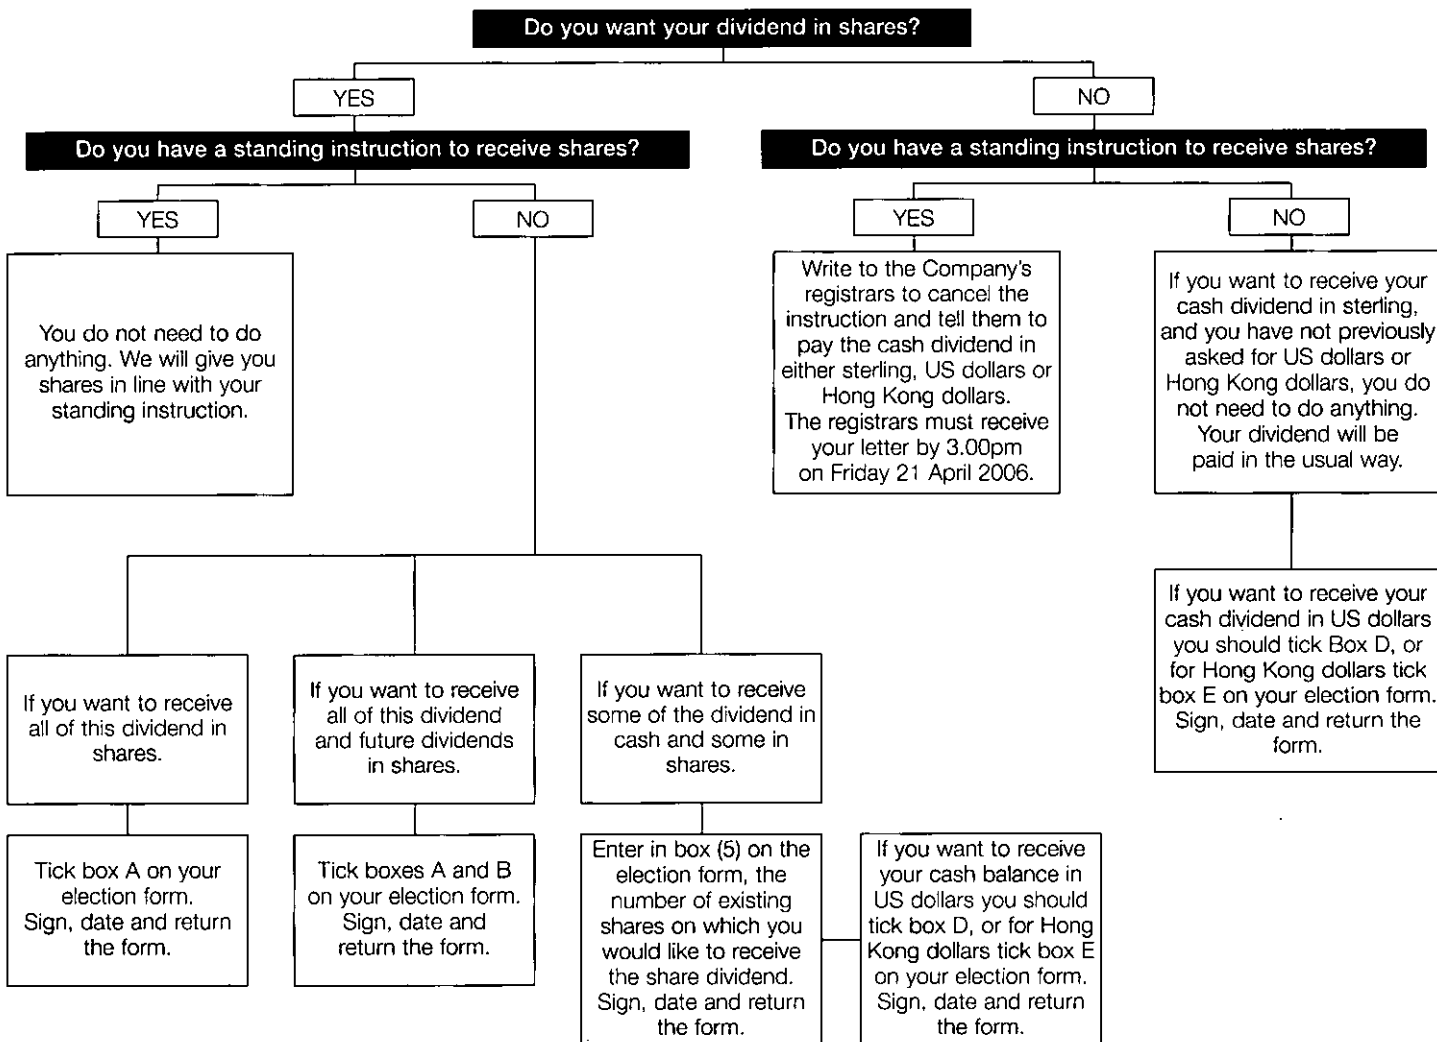 Do you want your dividend in shares?
YES
NO
Do you have a standing instruction to receive shares?
Do you have a standing instruction to receive shares?
YES
NO
YES
NO
You do not need to do
anything. We will give you
shares in line with your
standing instruction.
Write to the Company's
registrars to cancel the
instruction and tell them to
pay the cash dividend in
either sterling, US dollars or
Hong Kong dollars.
The registrars must receive
your letter by 3.00pm
on Friday 21 April 2006.
If you want to receive your
cash dividend in sterling,
and you have not previously
asked for US dollars or
Hong Kong dollars, you do
not need to do anything.
Your dividend will be
paid in the usual way.
If you want to receive your
cash dividend in US dollars
you should tick Box D, or
for Hong Kong dollars tick
box E on your election form.
Sign, date and return the
form.
If you want to receive
all of this dividend in
shares.
If you want to receive
all of this dividend
and future dividends
in shares.
If you want to receive
some of the dividend in
cash and some in
shares.
Tick box A on your
election form.
Sign, date and return
the form.
Tick boxes A and B
on your election form.
Sign, date and
return the form.
Enter in box (5) on the
election form, the
number of existing
shares on which you
would like to receive
the share dividend.
Sign, date and return
the form.
If you want to receive
your cash balance in
US dollars you should
tick box D, or for Hong
Kong dollars tick box E
on your election form.
Sign, date and return
the form.